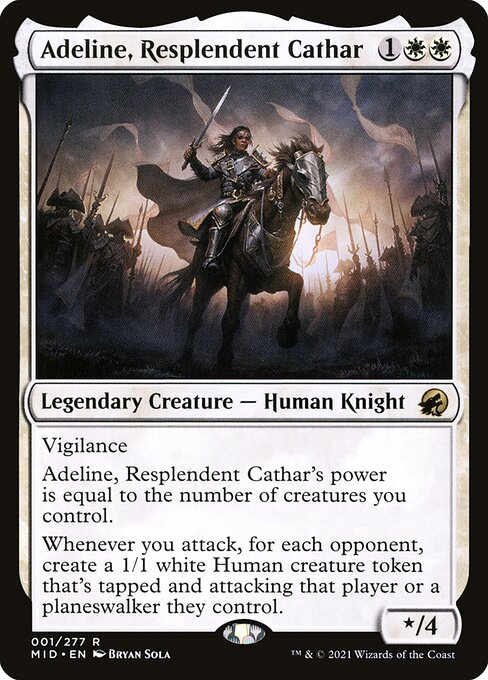 Adeline, Resplendent Cathar 1
Legendary Creature — Human Knight
Vigilance
Adeline, Resplendent Cathar's power
is equal to the number of creatures you
control.
Whenever you attack, for each opponent,
create a 1/1 white Human creature token
that's tapped and attacking that player or a
planeswalker they control.
★/4
001/277 R
MID • EN Bryan Sola
™ & © 2021 Wizards of the Coast